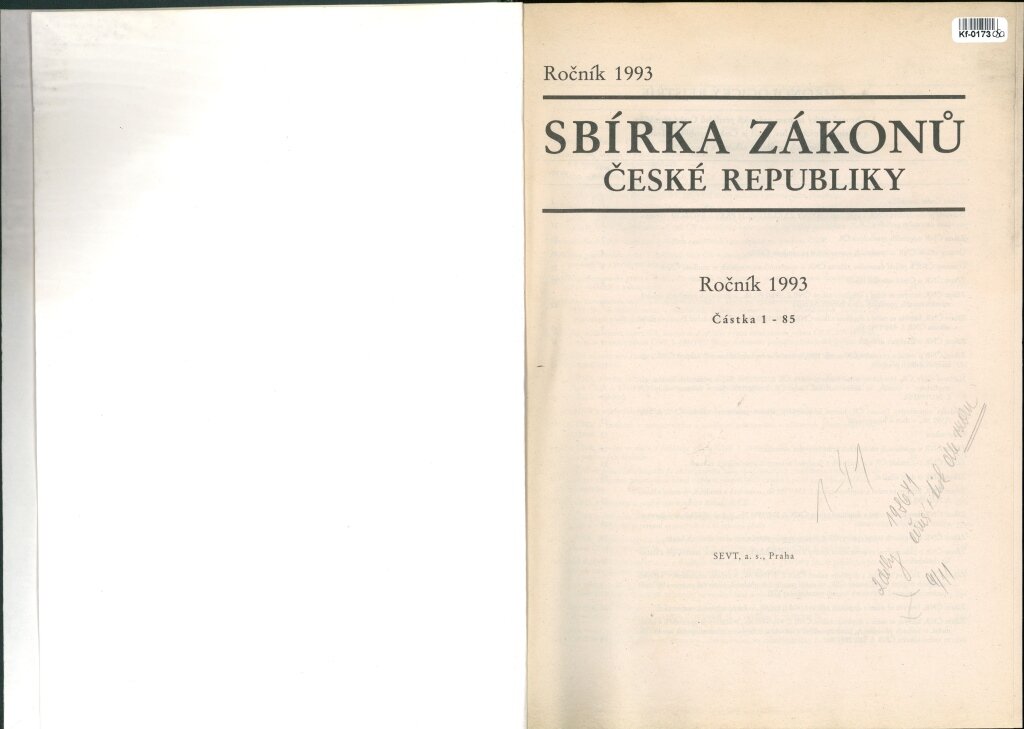 Kf-0173
Ročník 1993
SBÍRKA ZÁKONŮ
ČESKÉ REPUBLIKY
Ročník 1993
Částka 1 - 85
SEVT, a. s., Praha